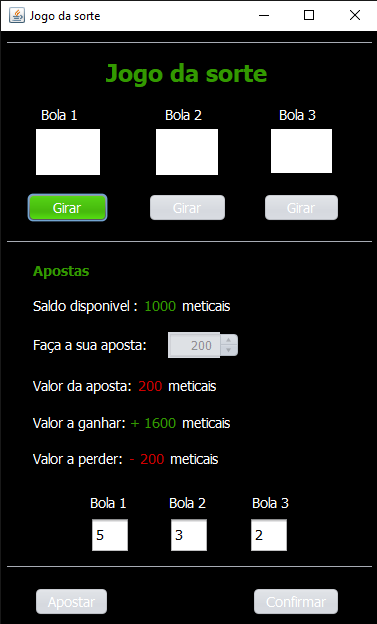 Jogo da sorte
Jogo da sorte
Bola 1 Bola 2 Bola 3
Girar Girar Girar
Apostas
Saldo disponivel : 1000 meticais
Faça a sua aposta: 200
Valor da aposta: 200 meticais
Valor a ganhar: + 1600 meticais
Valor a perder: - 200 meticais
Bola 1 Bola 2 Bola 3
5 3 2
Apostar Confirmar